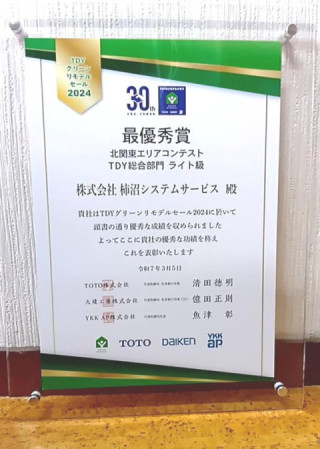 TDY
グリーン
リモデル
セール
2024
30th
最優秀賞
北関東エリアコンテスト
TDY総合部門 ライト級
株式会社 柿沼システムサービス 殿
貴社はTDYグリーンリモデルセール2024に於いて
頭書の通り優秀な成績を収められました
よってここに貴社の優秀な功績を称え
これを表彰いたします
令和7年3月5日
TOTO株式会社 清田徳明
大建工業株式会社 億田正則
YKK AP株式会社 魚津 彰
TOTO DAIKEN YKK ap